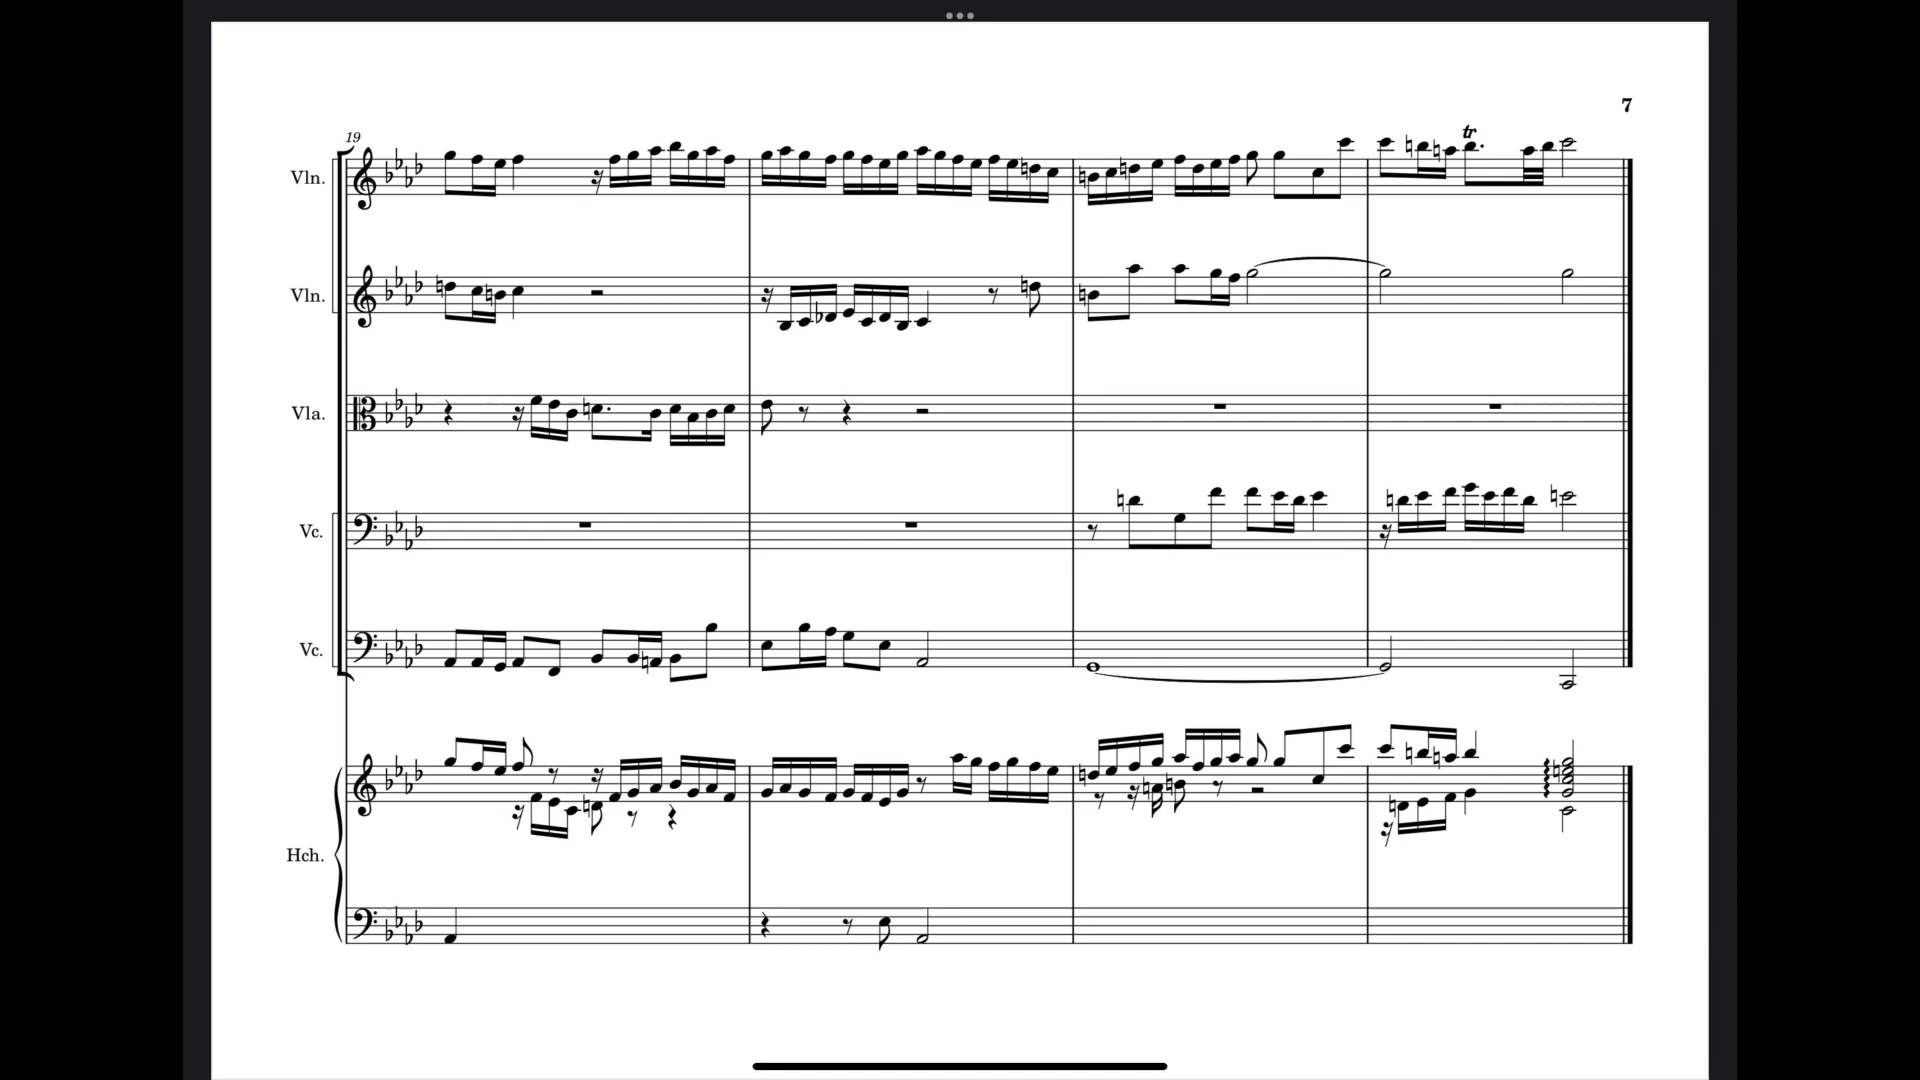 7
19
tr
Vln.
Vln.
Vla.
Vc.
Vc.
Hch.